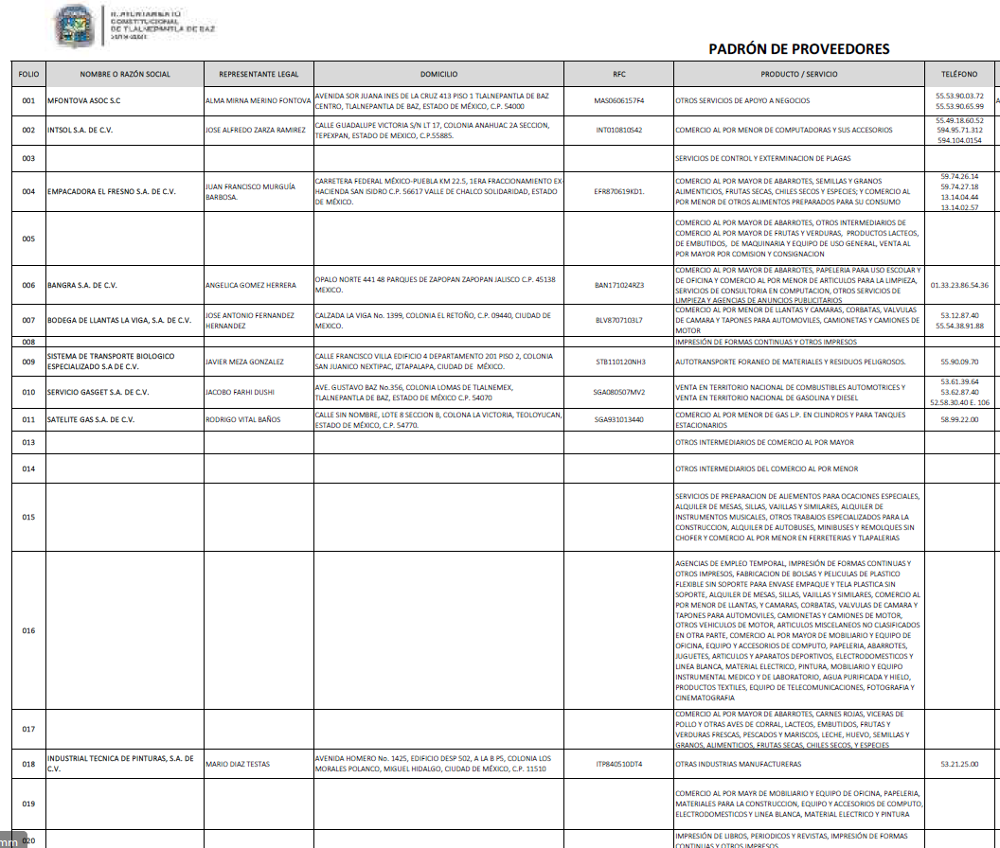 H. AYUNTAMIENTO
CONSTITUCIONAL
DE TLALNEPANTLA DE BAZ
2019-2021
PADRÓN DE PROVEEDORES
FOLIO NOMBRE O RAZÓN SOCIAL REPRESENTANTE LEGAL DOMICILIO RFC PRODUCTO / SERVICIO TELÉFONO
001 MFONTOVA ASOC S.C ALMA MIRNA MERINO FONTOVA AVENIDA SOR JUANA INES DE LA CRUZ 413 PISO 1 TLALNEPANTLA DE BAZ
CENTRO, TLALNEPANTLA DE BAZ, ESTADO DE MÉXICO, C.P. 54000 MAS0606157F4 OTROS SERVICIOS DE APOYO A NEGOCIOS 55.53.90.03.72
55.53.90.65.99
002 INTSOL S.A. DE C.V. JOSE ALFREDO ZARZA RAMIREZ CALLE GUADALUPE VICTORIA S/N LT 17, COLONIA ANAHUAC 2A SECCION,
TEPEXPAN, ESTADO DE MEXICO, C.P.55885. INT010810S42 COMERCIO AL POR MENOR DE COMPUTADORAS Y SUS ACCESORIOS 55.49.18.60.52
594.95.71.312
594.104.0154
003 SERVICIOS DE CONTROL Y EXTERMINACION DE PLAGAS
004 EMPACADORA EL FRESNO S.A. DE C.V. JUAN FRANCISCO MURGUÍA
BARBOSA. CARRETERA FEDERAL MÉXICO-PUEBLA KM 22.5, 1ERA FRACCIONAMIENTO EX-
HACIENDA SAN ISIDRO C.P. 56617 VALLE DE CHALCO SOLIDARIDAD, ESTADO
DE MÉXICO. EFR870619KD1. COMERCIO AL POR MAYOR DE ABARROTES, SEMILLAS Y GRANOS
ALIMENTICIOS, FRUTAS SECAS, CHILES SECOS Y ESPECIES; Y COMERCIO AL
POR MENOR DE OTROS ALIMENTOS PREPARADOS PARA SU CONSUMO 59.74.26.14
59.74.27.18
13.14.04.44
13.14.02.57
005 COMERCIO AL POR MAYOR DE ABARROTES, OTROS INTERMEDIARIOS DE
COMERCIO AL POR MAYOR DE FRUTAS Y VERDURAS, PRODUCTOS LACTEOS,
DE EMBUTIDOS, DE MAQUINARIA Y EQUIPO DE USO GENERAL, VENTA AL
POR MAYOR POR COMISION Y CONSIGNACION
006 BANGRA S.A. DE C.V. ANGELICA GOMEZ HERRERA OPALO NORTE 441 48 PARQUES DE ZAPOPAN ZAPOPAN JALISCO C.P. 45138
MEXICO. BAN171024RZ3 COMERCIO AL POR MAYOR DE ABARROTES, PAPELERIA PARA USO ESCOLAR Y
DE OFICINA Y COMERCIO AL POR MENOR DE ARTICULOS PARA LA LIMPIEZA,
SERVICIOS DE CONSULTORIA EN COMPUTACION, OTROS SERVICIOS DE
LIMPIEZA Y AGENCIAS DE ANUNCIOS PUBLICITARIOS 01.33.23.86.54.36
007 BODEGA DE LLANTAS LA VIGA, S.A. DE C.V. JOSE ANTONIO FERNANDEZ
HERNANDEZ CALZADA LA VIGA No. 1399, COLONIA EL RETOÑO, C.P. 09440, CIUDAD DE
MEXICO. BLV8707103L7 COMERCIO AL POR MENOR DE LLANTAS Y CAMARAS, CORBATAS, VALVULAS
DE CAMARA Y TAPONES PARA AUTOMOVILES, CAMIONETAS Y CAMIONES DE
MOTOR 53.12.87.40
55.54.38.91.88
008 IMPRESIÓN DE FORMAS CONTINUAS Y OTROS IMPRESOS
009 SISTEMA DE TRANSPORTE BIOLOGICO
ESPECIALIZADO S.A DE C.V. JAVIER MEZA GONZALEZ CALLE FRANCISCO VILLA EDIFICIO 4 DEPARTAMENTO 201 PISO 2, COLONIA
SAN JUANICO NEXTIPAC, IZTAPALAPA, CIUDAD DE MÉXICO. STB110120NH3 AUTOTRANSPORTE FORANEO DE MATERIALES Y RESIDUOS PELIGROSOS. 55.90.09.70
010 SERVICIO GASGET S.A. DE C.V. JACOBO FARHI DUSHI AVE. GUSTAVO BAZ No.356, COLONIA LOMAS DE TLALNEMEX,
TLALNEPANTLA DE BAZ, ESTADO DE MÉXICO C.P. 54070 SGA080507MV2 VENTA EN TERRITORIO NACIONAL DE COMBUSTIBLES AUTOMOTRICES Y
VENTA EN TERRITORIO NACIONAL DE GASOLINA Y DIESEL 53.61.39.64
53.62.87.40
52.58.30.40 E. 106
011 SATELITE GAS S.A. DE C.V. RODRIGO VITAL BAÑOS CALLE SIN NOMBRE, LOTE 8 SECCION B, COLONA LA VICTORIA, TEOLOYUCAN,
ESTADO DE MÉXICO, C.P. 54770. SGA931013440 COMERCIO AL POR MENOR DE GAS L.P. EN CILINDROS Y PARA TANQUES
ESTACIONARIOS 58.99.22.00
013 OTROS INTERMEDIARIOS DE COMERCIO AL POR MAYOR
014 OTROS INTERMEDIARIOS DEL COMERCIO AL POR MENOR
015 SERVICIOS DE PREPARACION DE ALIEMENTOS PARA OCACIONES ESPECIALES,
ALQUILER DE MESAS, SILLAS, VAJILLAS Y SIMILARES, ALQUILER DE
INSTRUMENTOS MUSICALES, OTROS TRABAJOS ESPECIALIZADOS PARA LA
CONSTRUCCION, ALQUILER DE AUTOBUSES, MINIBUSES Y REMOLQUES SIN
CHOFER Y COMERCIO AL POR MENOR EN FERRETERIAS Y TLAPALERIAS
016 AGENCIAS DE EMPLEO TEMPORAL, IMPRESIÓN DE FORMAS CONTINUAS Y
OTROS IMPRESOS, FABRICACION DE BOLSAS Y PELICULAS DE PLASTICO
FLEXIBLE SIN SOPORTE PARA ENVASE EMPAQUE Y TELA PLASTICA SIN
SOPORTE, ALQUILER DE MESAS, SILLAS, VAJILLAS Y SIMILARES, COMERCIO AL
POR MENOR DE LLANTAS, Y CAMARAS, CORBATAS, VALVULAS DE CAMARA Y
TAPONES PARA AUTOMOVILES, CAMIONETAS Y CAMIONES DE MOTOR,
OTROS VEHICULOS DE MOTOR, ARTICULOS MISCELANEOS NO CLASIFICADOS
EN OTRA PARTE, COMERCIO AL POR MAYOR DE MOBILIARIO Y EQUIPO DE
OFICINA, EQUIPO Y ACCESORIOS DE COMPUTO, PAPELERIA, ABARROTES,
JUGUETES, ARTICULOS Y APARATOS DEPORTIVOS, ELECTRODOMESTICOS Y
LINEA BLANCA, MATERIAL ELECTRICO, PINTURA, MOBILIARIO Y EQUIPO
INSTRUMENTAL MEDICO Y DE LABORATORIO, AGUA PURIFICADA Y HIELO,
PRODUCTOS TEXTILES, EQUIPO DE TELECOMUNICACIONES, FOTOGRAFIA Y
CINEMATOGRAFIA
017 COMERCIO AL POR MAYOR DE ABARROTES, CARNES ROJAS, VICERAS DE
POLLO Y OTRAS AVES DE CORRAL, LACTEOS, EMBUTIDOS, FRUTAS Y
VERDURAS FRESCAS, PESCADOS Y MARISCOS, LECHE, HUEVO, SEMILLAS Y
GRANOS, ALIMENTICIOS, FRUTAS SECAS, CHILES SECOS, Y ESPECIES
018 INDUSTRIAL TECNICA DE PINTURAS, S.A. DE
C.V. MARIO DIAZ TESTAS AVENIDA HOMERO No. 1425, EDIFICIO DESP 502, A LA B P5, COLONIA LOS
MORALES POLANCO, MIGUEL HIDALGO, CIUDAD DE MÉXICO, C.P. 11510 ITP840510DT4 OTRAS INDUSTRIAS MANUFACTURERAS 53.21.25.00
019 COMERCIO AL POR MAYR DE MOBILIARIO Y EQUIPO DE OFICINA, PAPELERIA,
MATERIALES PARA LA CONSTRUCCION, EQUIPO Y ACCESORIOS DE COMPUTO,
ELECTRODOMESTICOS Y LINEA BLANCA, MATERIAL ELECTRICO Y PINTURA
020 IMPRESIÓN DE LIBROS, PERIODICOS Y REVISTAS, IMPRESIÓN DE FORMAS
CONTINUAS Y OTROS IMPRESOS